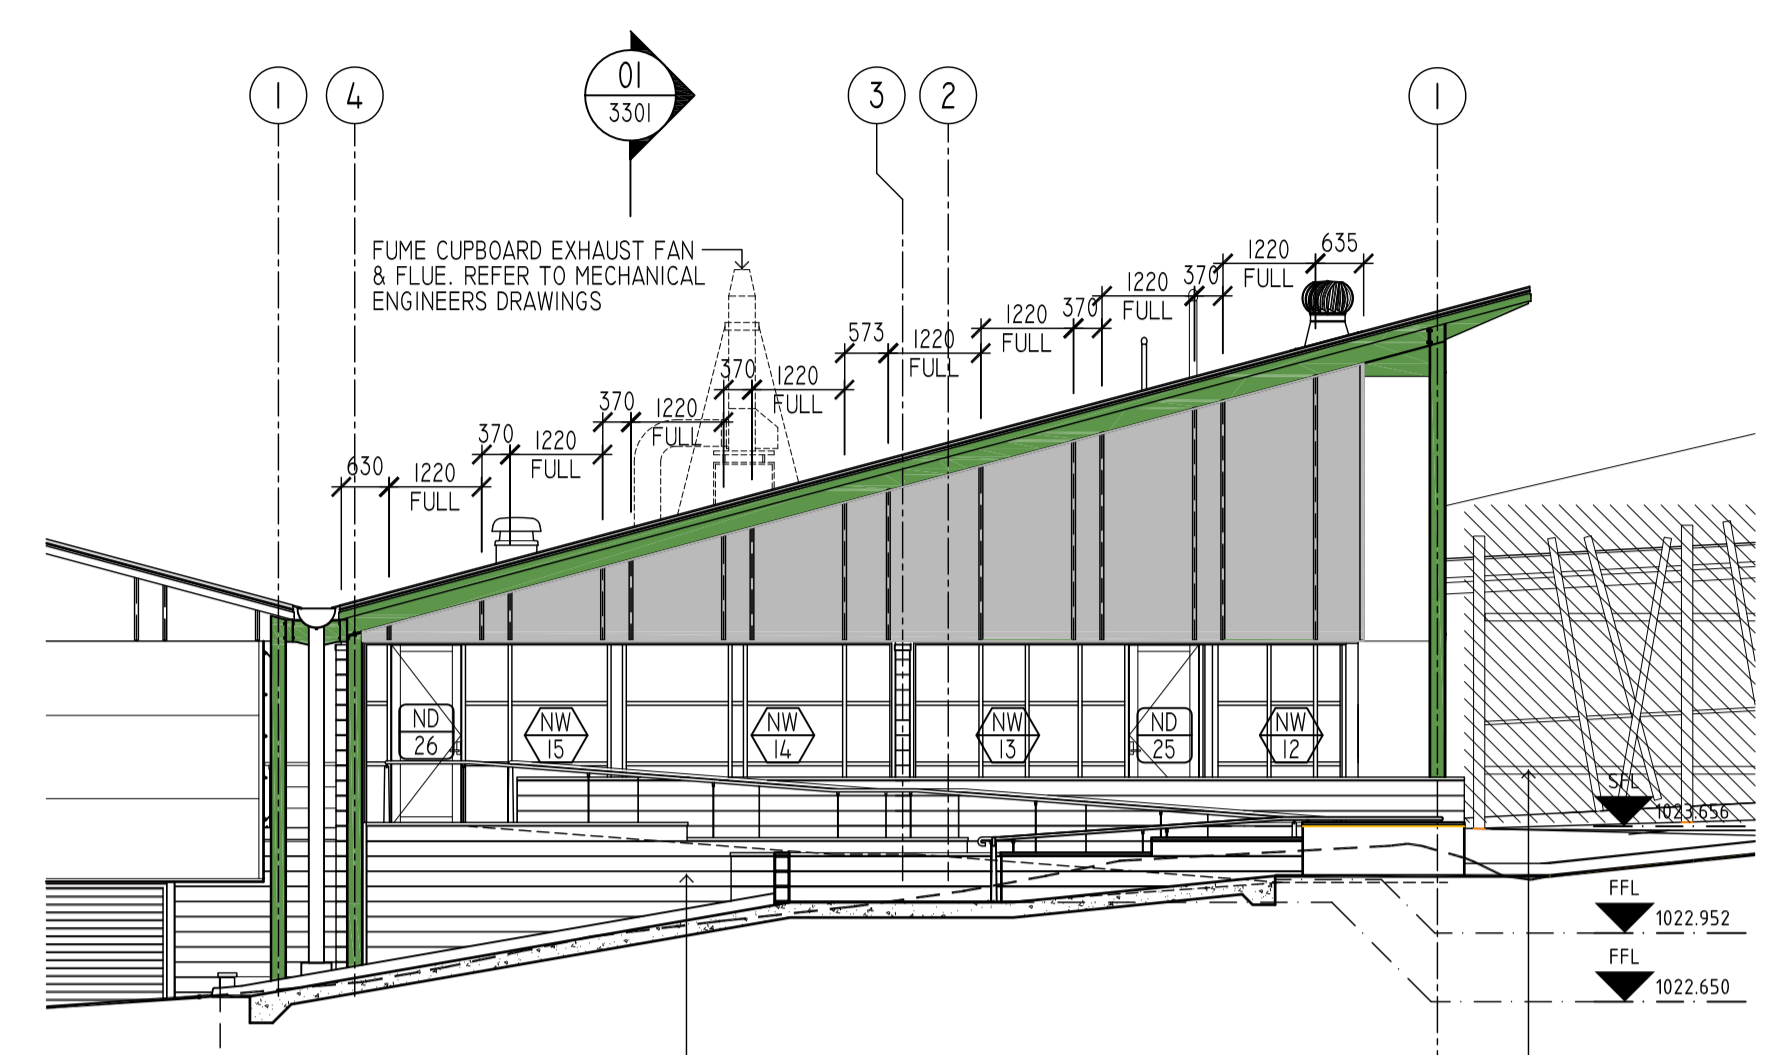 1
4
01
3301
3
2
1
FUME CUPBOARD EXHAUST FAN
& FLUE. REFER TO MECHANICAL
ENGINEERS DRAWINGS
1220
FULL
635
1220
FULL
370
1220
FULL
370
573
1220
FULL
370
1220
FULL
370
1220
FULL
370
1220
FULL
630
1220
FULL
ND
26
NW
15
NW
14
NW
13
ND
25
NW
12
SFL
1023.656
FFL
1022.952
FFL
1022.650